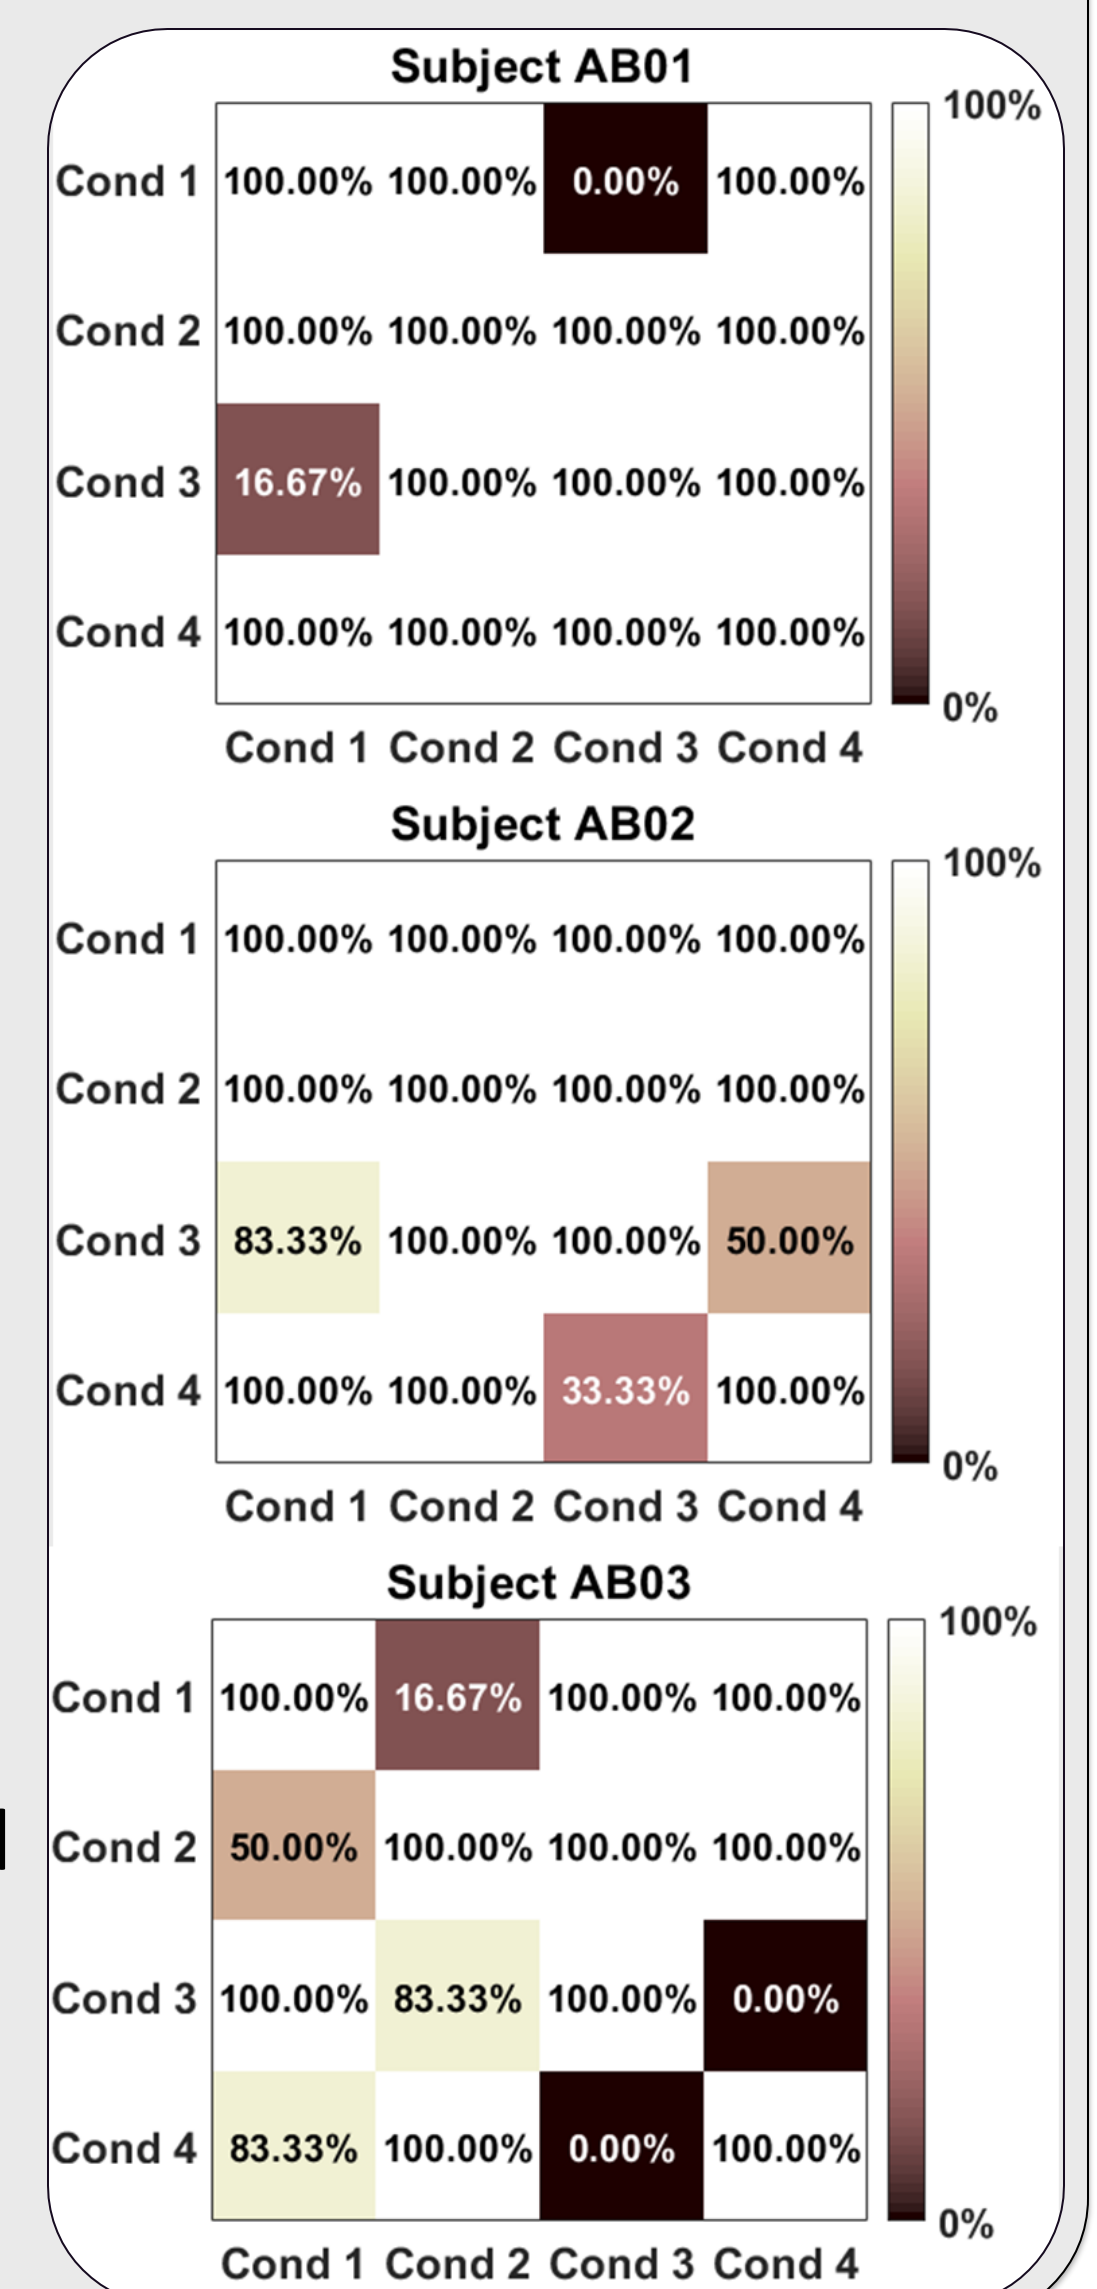 Subject AB01
100%
Cond 1 100.00% 100.00% 0.00% 100.00%
Cond 2 100.00% 100.00% 100.00% 100.00%
Cond 3 16.67% 100.00% 100.00% 100.00%
Cond 4 100.00% 100.00% 100.00% 100.00%
0%
Cond 1 Cond 2 Cond 3 Cond 4
Subject AB02
100%
Cond 1 100.00% 100.00% 100.00% 100.00%
Cond 2 100.00% 100.00% 100.00% 100.00%
Cond 3 83.33% 100.00% 100.00% 50.00%
Cond 4 100.00% 100.00% 33.33% 100.00%
0%
Cond 1 Cond 2 Cond 3 Cond 4
Subject AB03
100%
Cond 1 100.00% 16.67% 100.00% 100.00%
Cond 2 50.00% 100.00% 100.00% 100.00%
Cond 3 100.00% 83.33% 100.00% 0.00%
Cond 4 83.33% 100.00% 0.00% 100.00%
0%
Cond 1 Cond 2 Cond 3 Cond 4